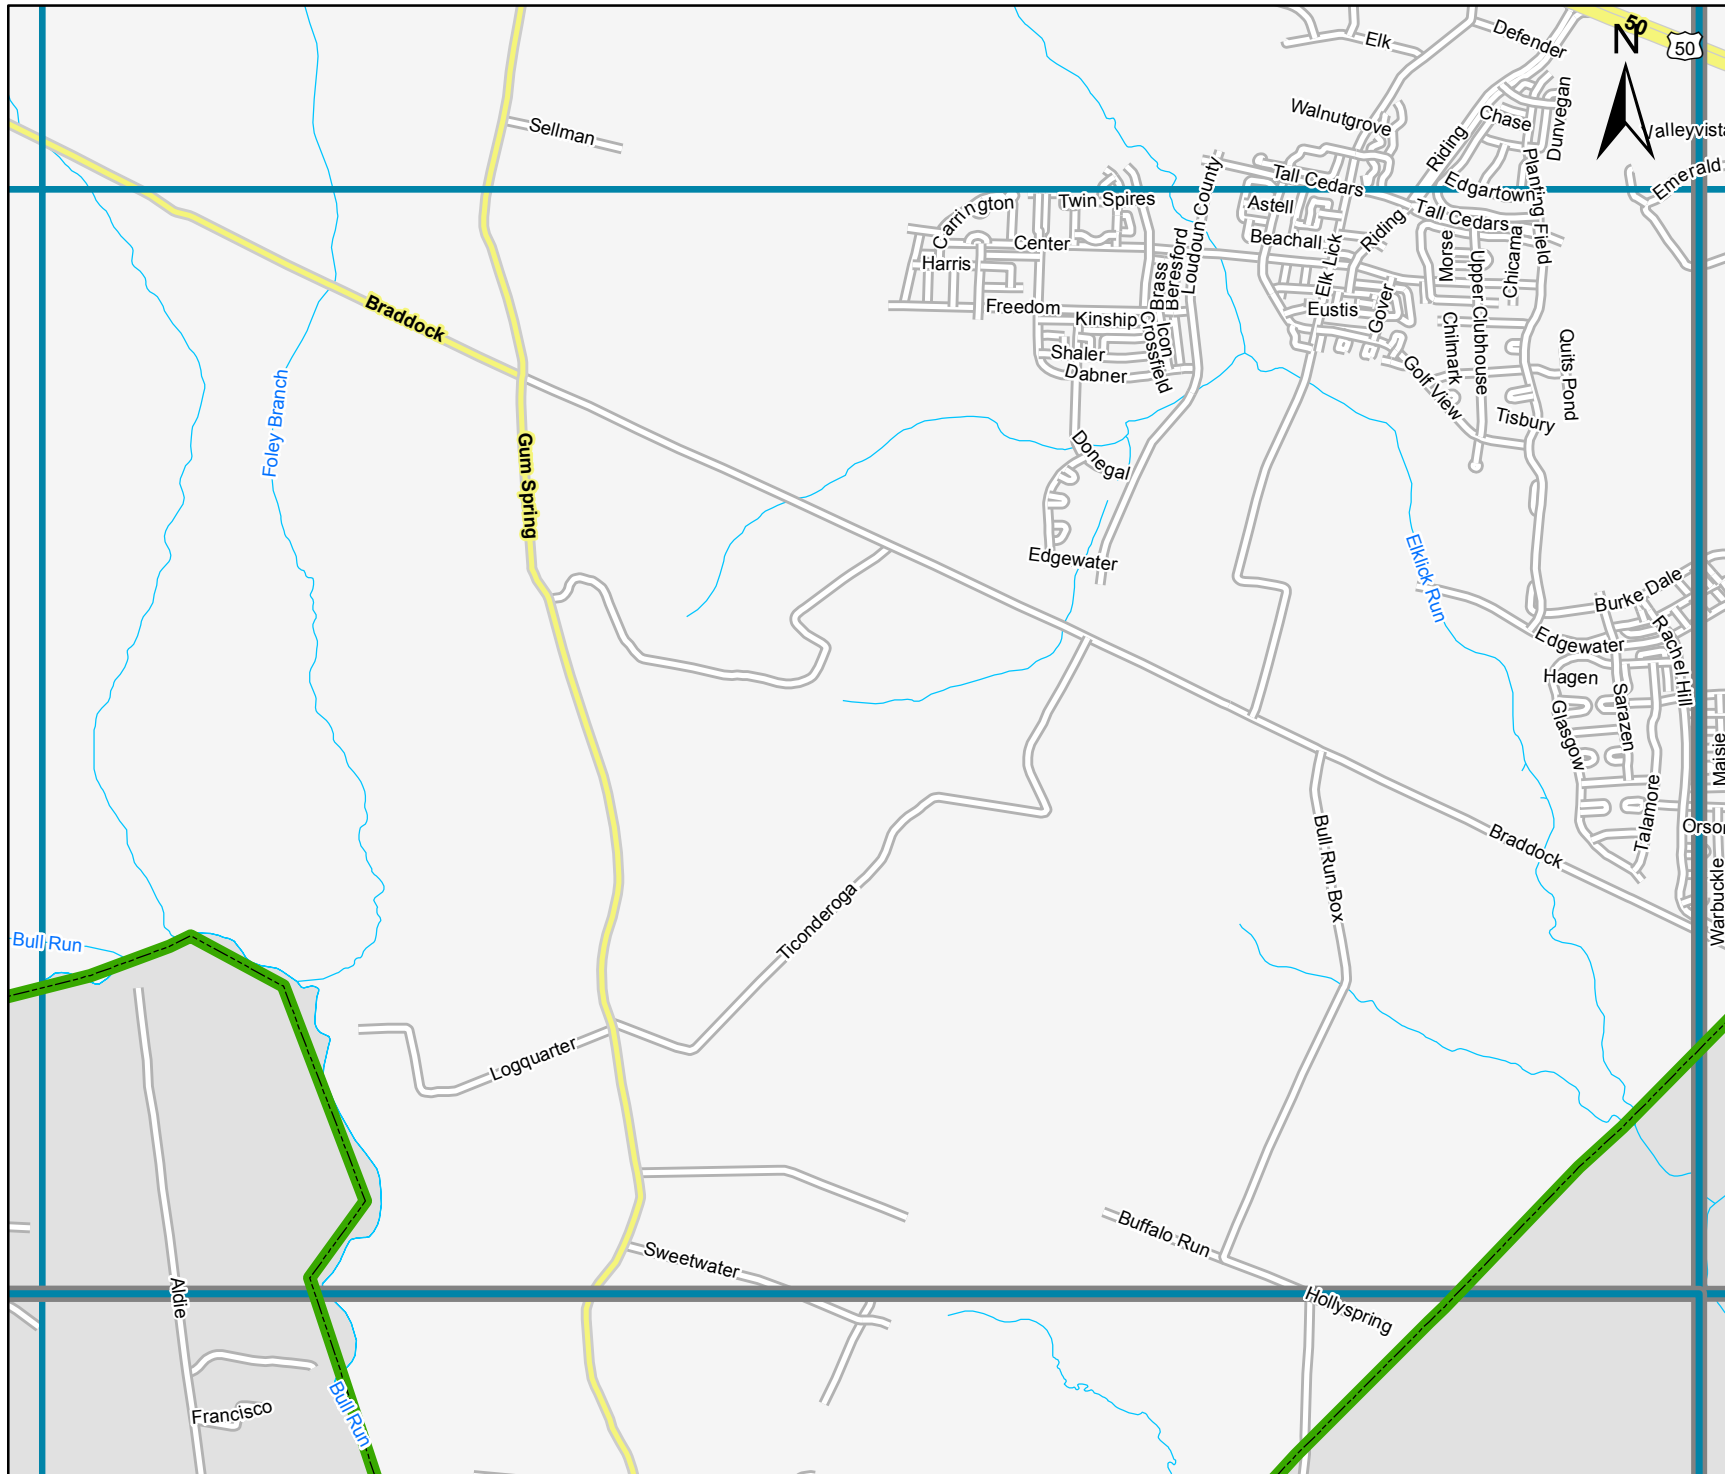 50
50
N
Elk
Defender
Sellman
Walnutgrove
Chase
Dunvegan
Riding
Valleyvista
Emerald
Tall Cedars
Edgartown
Planting Field
Twin Spires
Carrington
Astell
Tall Cedars
Loudoun County
Center
Beachall
Riding
Harris
Beresford
Brass
Elk Lick
Morse
Upper Clubhouse
Chicama
Freedom
Kinship
Eustis
Gover
Braddock
Icon
Crossfield
Chilmark
Quits Pond
Shaler
Dabner
Golf View
Tisbury
Foley Branch
Gum Spring
Donegal
Edgewater
Elklick Run
Burke Dale
Edgewater
Rachel Hill
Hagen
Sarazen
Glasgow
Maisie
Talamore
Orson
Braddock
Bull Run Box
Warbuckle
Ticonderoga
Bull Run
Logquarter
Buffalo Run
Sweetwater
Hollyspring
Aldie
Francisco
Bull Run